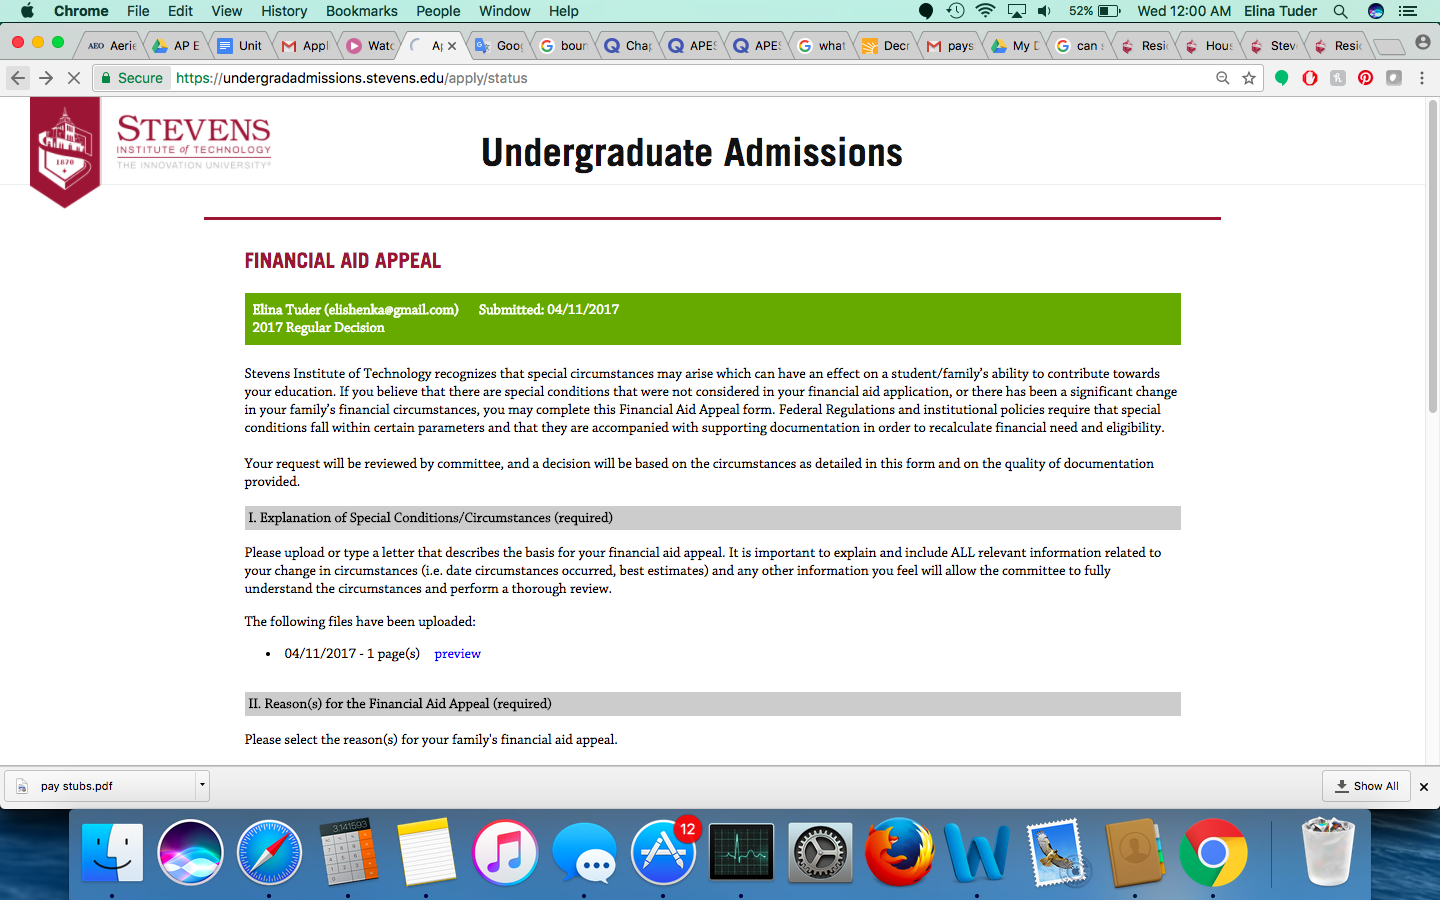 Chrome File Edit View History Bookmarks People Window Help 52% Wed 12:00 AM Elina Tuder
AEO Aerie AP E Unit Appl Watc Ap Goog bour Chap APES APES what Decr pays My D can Resid Hous Steve Resid
Secure https://undergradadmissions.stevens.edu/apply/status
STEVENS
INSTITUTE of TECHNOLOGY
THE INNOVATION UNIVERSITY®
1870
Undergraduate Admissions
FINANCIAL AID APPEAL
Elina Tuder (elishenka@gmail.com) Submitted: 04/11/2017
2017 Regular Decision
Stevens Institute of Technology recognizes that special circumstances may arise which can have an effect on a student/family's ability to contribute towards
your education. If you believe that there are special conditions that were not considered in your financial aid application, or there has been a significant change
in your family's financial circumstances, you may complete this Financial Aid Appeal form. Federal Regulations and institutional policies require that special
conditions fall within certain parameters and that they are accompanied with supporting documentation in order to recalculate financial need and eligibility.
Your request will be reviewed by committee, and a decision will be based on the circumstances as detailed in this form and on the quality of documentation
provided.
I. Explanation of Special Conditions/Circumstances (required)
Please upload or type a letter that describes the basis for your financial aid appeal. It is important to explain and include ALL relevant information related to
your change in circumstances (i.e. date circumstances occurred, best estimates) and any other information you feel will allow the committee to fully
understand the circumstances and perform a thorough review.
The following files have been uploaded:
• 04/11/2017 - 1 page(s) preview
II. Reason(s) for the Financial Aid Appeal (required)
Please select the reason(s) for your family's financial aid appeal.
pay stubs.pdf Show All
3.141593
12